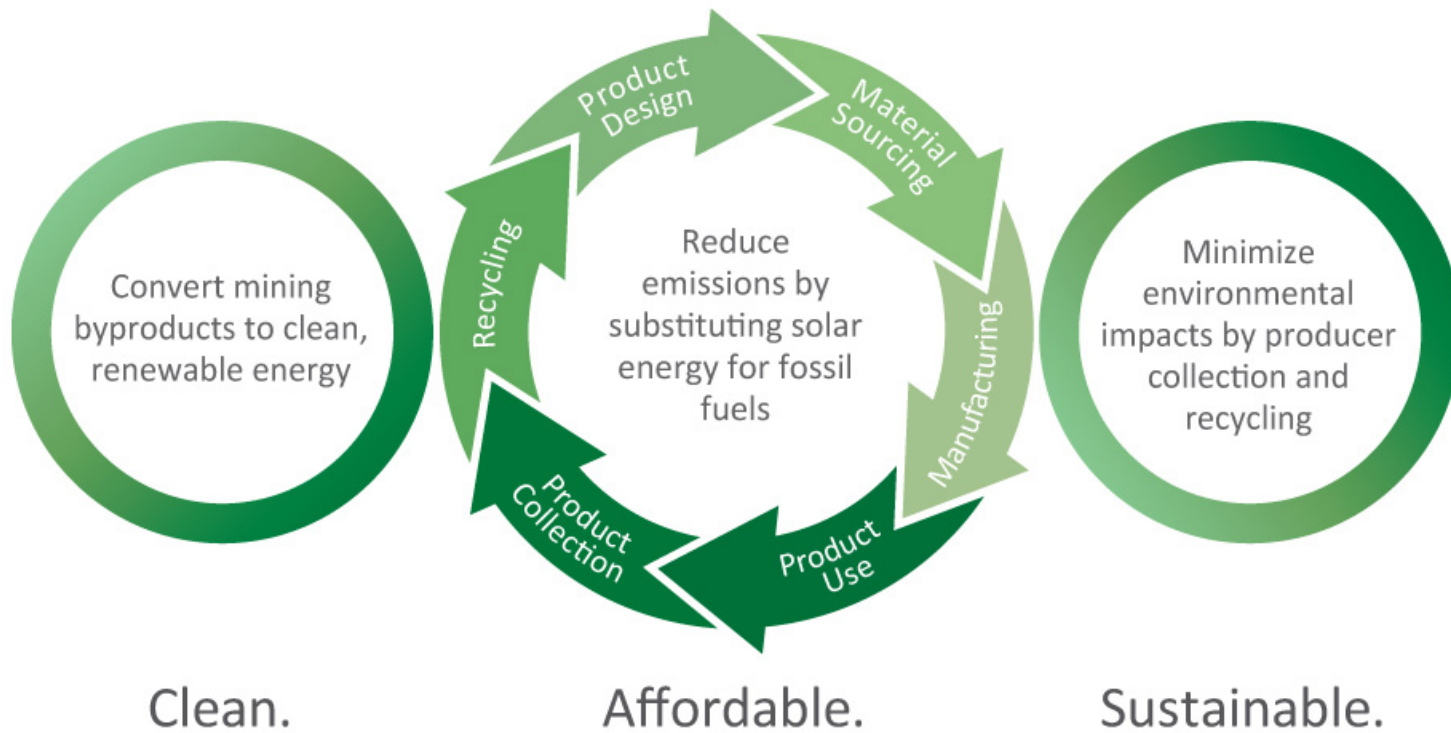 Convert mining
byproducts to clean,
renewable energy
Product
Design
Material
Sourcing
Manufacturing
Product
Use
Product
Collection
Recycling
Reduce
emissions by
substituting solar
energy for fossil
fuels
Minimize
environmental
impacts by producer
collection and
recycling
Clean.
Affordable.
Sustainable.